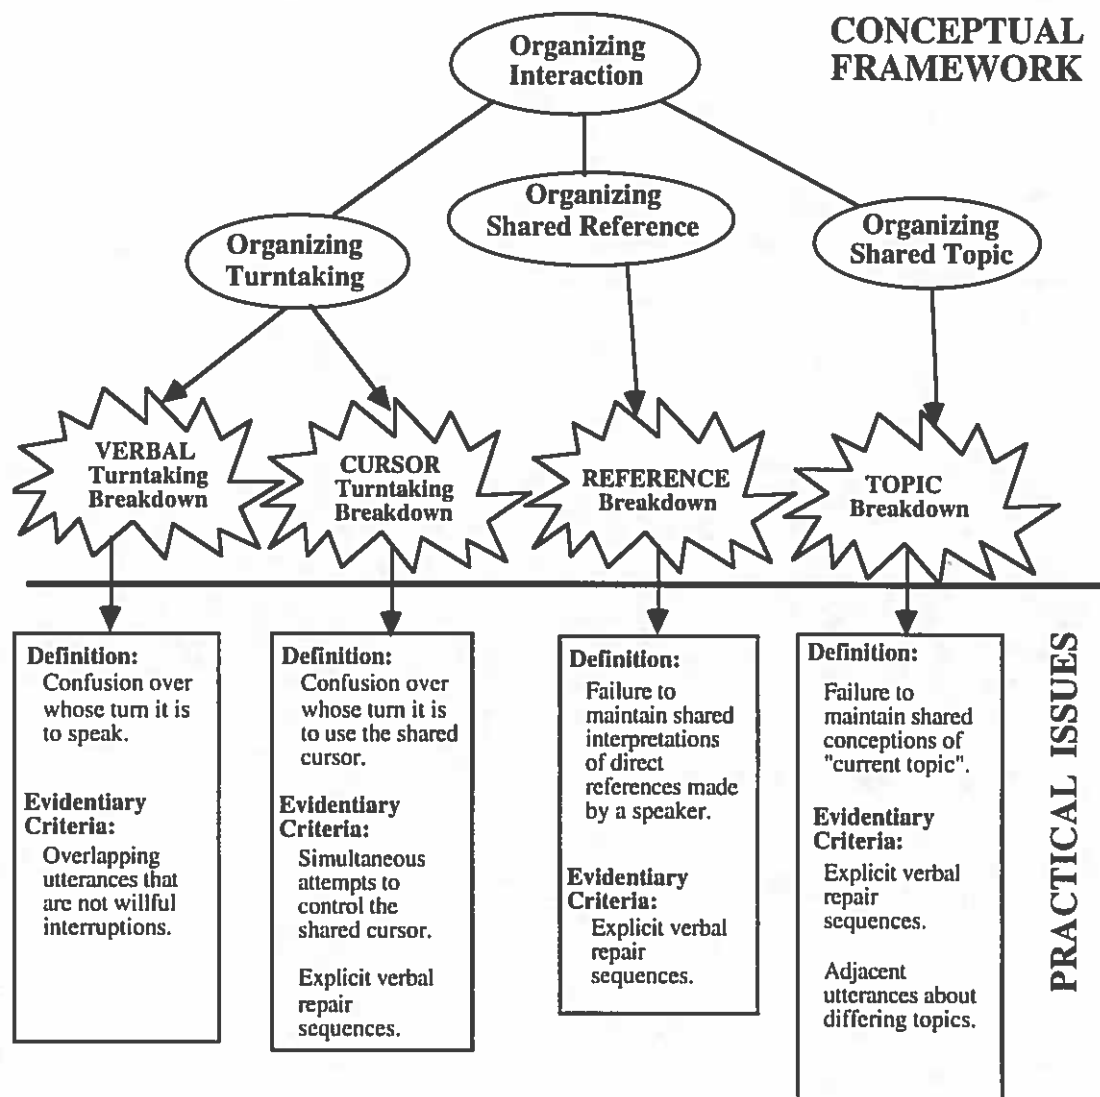 CONCEPTUAL
FRAMEWORK
Organizing
Interaction
Organizing
Shared Reference
Organizing
Turntaking
Organizing
Shared Topic
VERBAL
Turntaking
Breakdown
CURSOR
Turntaking
Breakdown
REFERENCE
Breakdown
TOPIC
Breakdown
Definition:
Confusion over
whose turn it is
to speak.
Evidentiary
Criteria:
Overlapping
utterances that
are not willful
interruptions.
Definition:
Confusion over
whose turn it is
to use the shared
cursor.
Evidentiary
Criteria:
Simultaneous
attempts to
control the
shared cursor.
Explicit verbal
repair
sequences.
Definition:
Failure to
maintain shared
interpretations
of direct
references made
by a speaker.
Evidentiary
Criteria:
Explicit verbal
repair
sequences.
Definition:
Failure to
maintain shared
conceptions of
"current topic".
Evidentiary
Criteria:
Explicit verbal
repair
sequences.
Adjacent
utterances about
differing topics.
PRACTICAL ISSUES